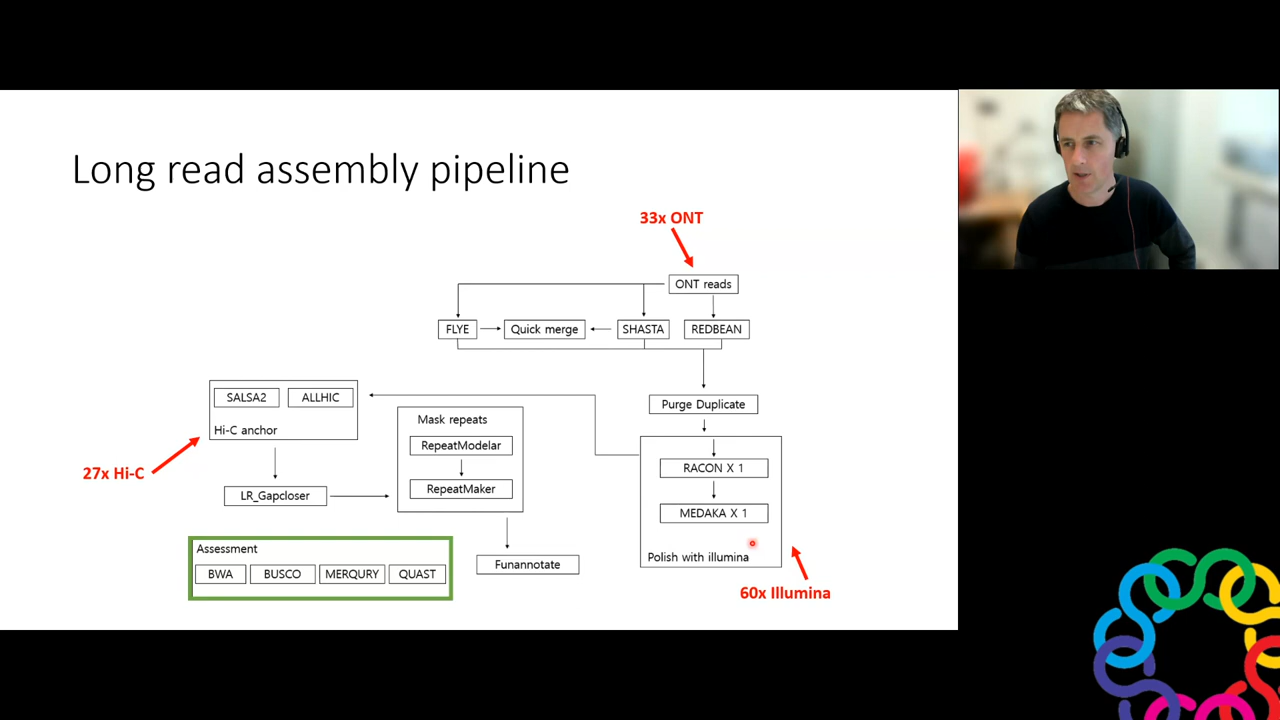 Long read assembly pipeline
33x ONT
ONT reads
FLYE
Quick merge
SHASTA
REDBEAN
Purge Duplicate
SALSA2
ALLHIC
Hi-C anchor
27x Hi-C
LR_Gapcloser
Mask repeats
RepeatModelar
RepeatMaker
Funannotate
RACON X 1
MEDAKA X 1
Polish with illumina
60x Illumina
Assessment
BWA
BUSCO
MERQURY
QUAST